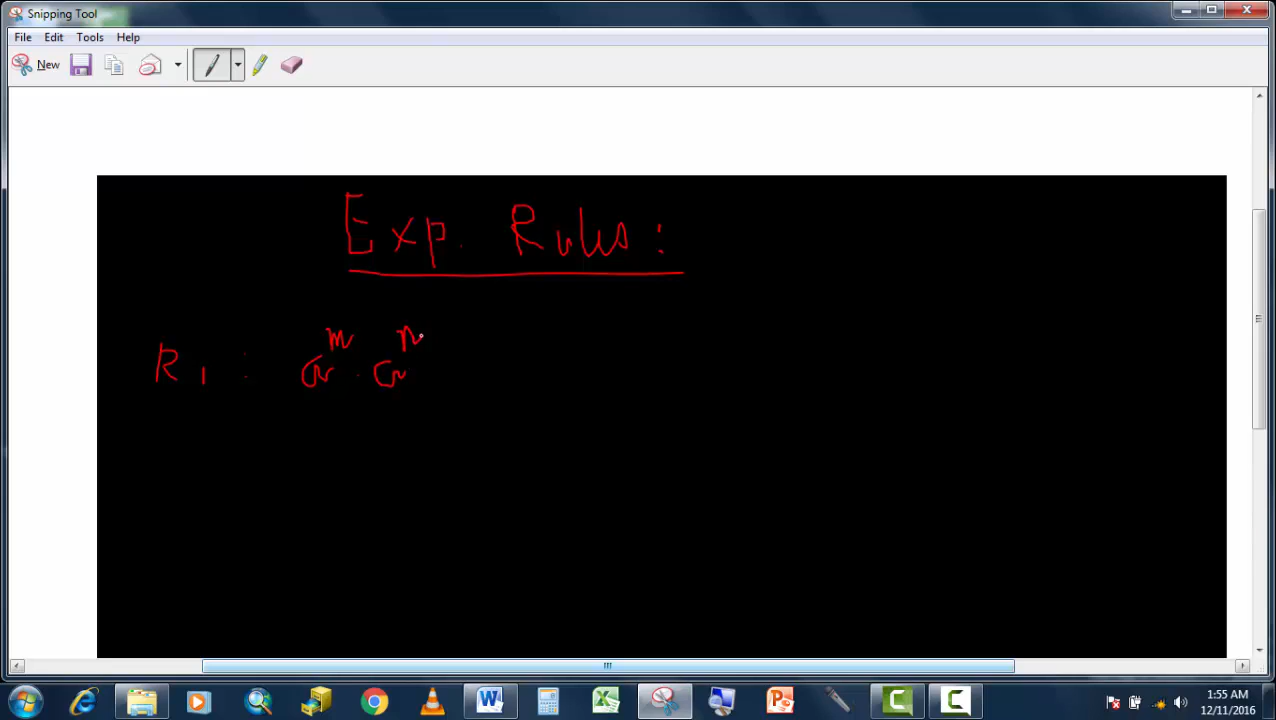 Snipping Tool
File Edit Tools Help
New
Exp. Rules:
R1: a^m . a^n
1:55 AM
12/11/2016